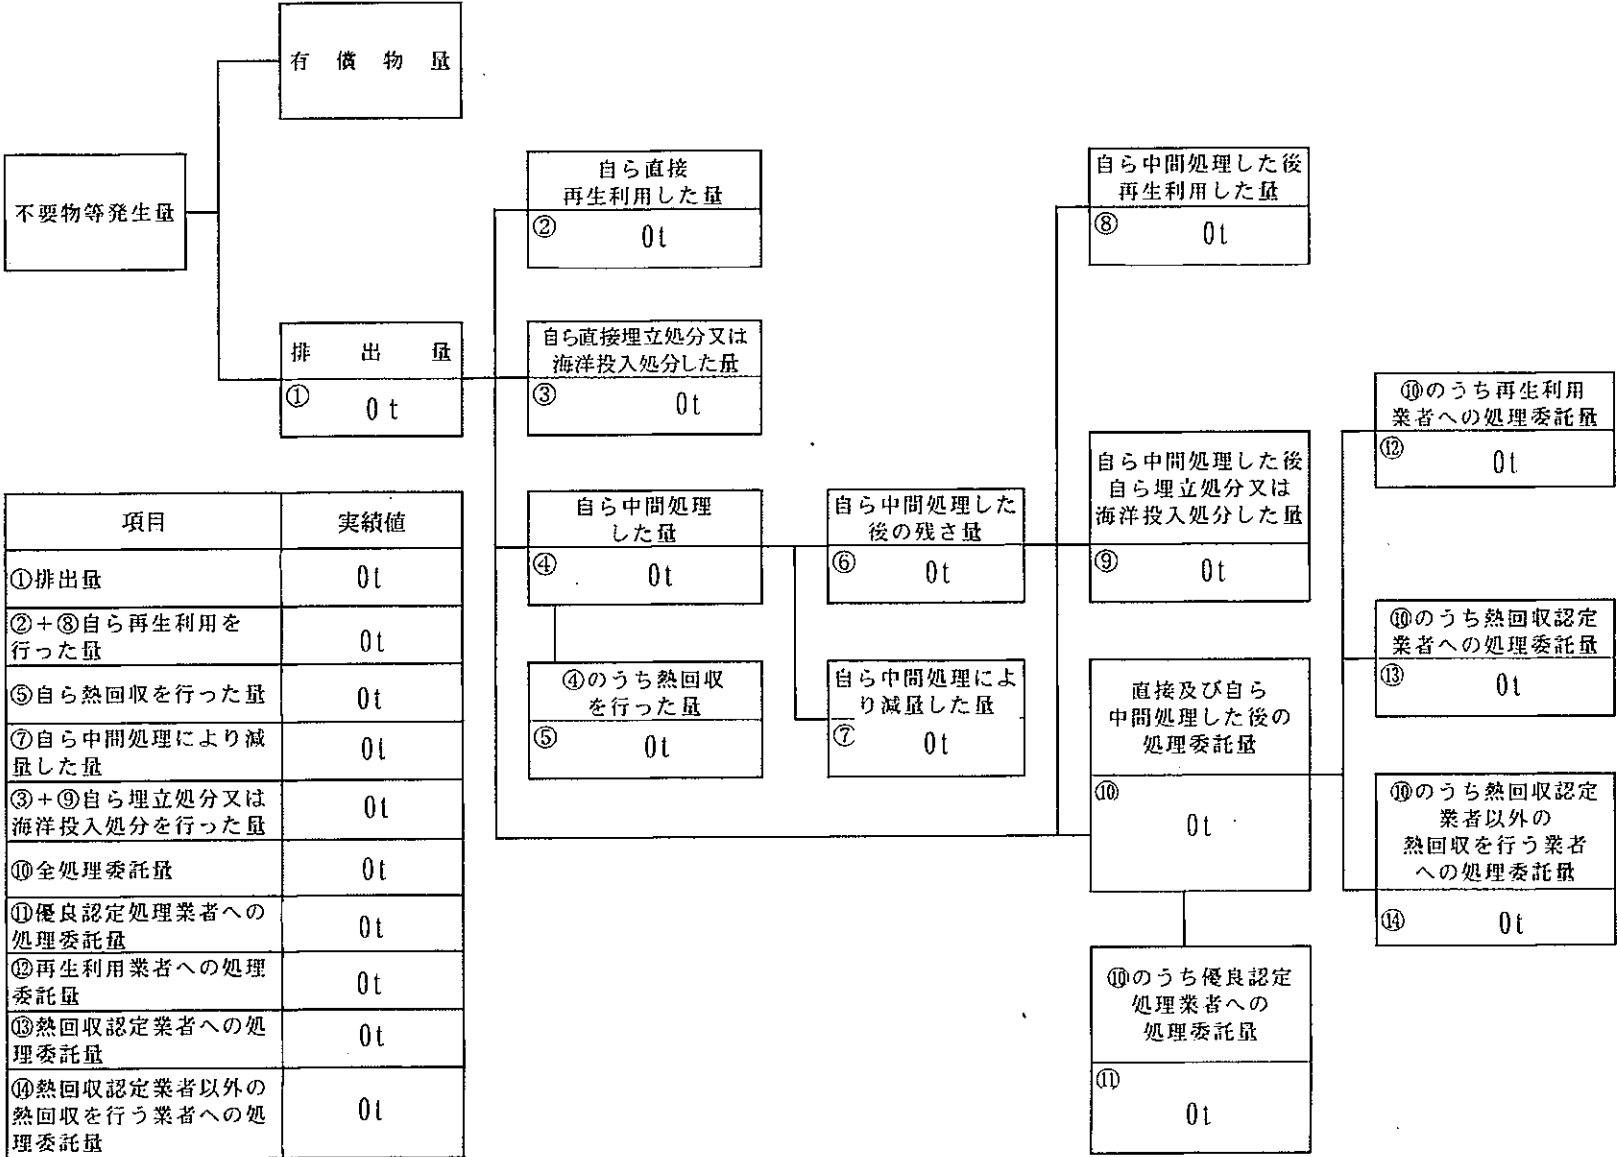 有償物量
不要物等発生量
排出量
①
0t
自ら直接
再生利用した量
②
0t
自ら直接埋立処分又は
海洋投入処分した量
③
0t
自ら中間処理
した量
④
0t
④のうち熱回収
を行った量
⑤
0t
自ら中間処理した
後の残さ量
⑥
0t
自ら中間処理によ
り減量した量
⑦
0t
自ら中間処理した後
再生利用した量
⑧
0t
自ら中間処理した後
自ら埋立処分又は
海洋投入処分した量
⑨
0t
直接及び自ら
中間処理した後の
処理委託量
⑩
0t
⑩のうち優良認定
処理業者への
処理委託量
⑪
0t
⑩のうち再生利用
業者への処理委託量
⑫
0t
⑩のうち熱回収認定
業者への処理委託量
⑬
0t
⑩のうち熱回収認定
業者以外の
熱回収を行う業者
への処理委託量
⑭
0t
項目 実績値
①排出量 0t
②+⑧自ら再生利用を
行った量 0t
⑤自ら熱回収を行った量 0t
⑦自ら中間処理により減
量した量 0t
③+⑨自ら埋立処分又は
海洋投入処分を行った量 0t
⑩全処理委託量 0t
⑪優良認定処理業者への
処理委託量 0t
⑫再生利用業者への処理
委託量 0t
⑬熱回収認定業者への処
理委託量 0t
⑭熱回収認定業者以外の
熱回収を行う業者への処
理委託量 0t